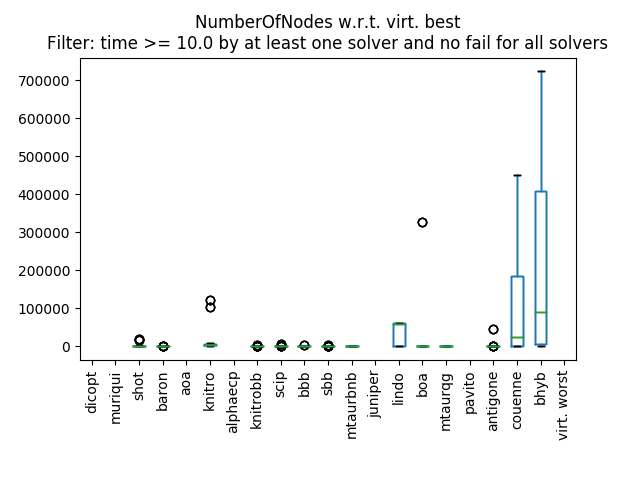 NumberOfNodes w.r.t. virt. best
Filter: time >= 10.0 by at least one solver and no fail for all solvers
700000
600000
500000
400000
300000
200000
100000
0
dicopt
muriqui
shot
baron
aoa
knitro
alphaecp
knitrobb
scip
bbb
sbb
mtaurbnb
juniper
lindo
boa
mtaurqg
pavito
antigone
couenne
bhyb
virt. worst